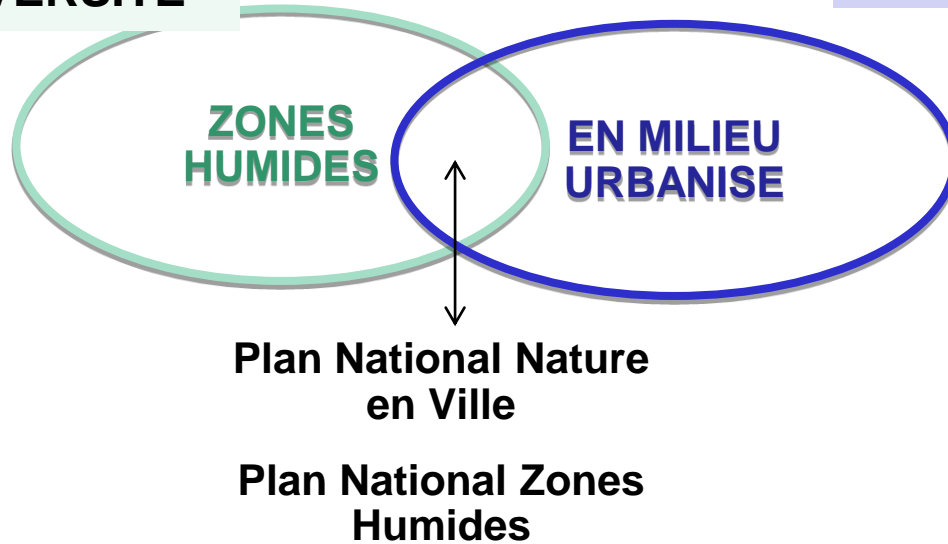 ZONES
HUMIDES
EN MILIEU
URBANISE
Plan National Nature
en Ville
Plan National Zones
Humides